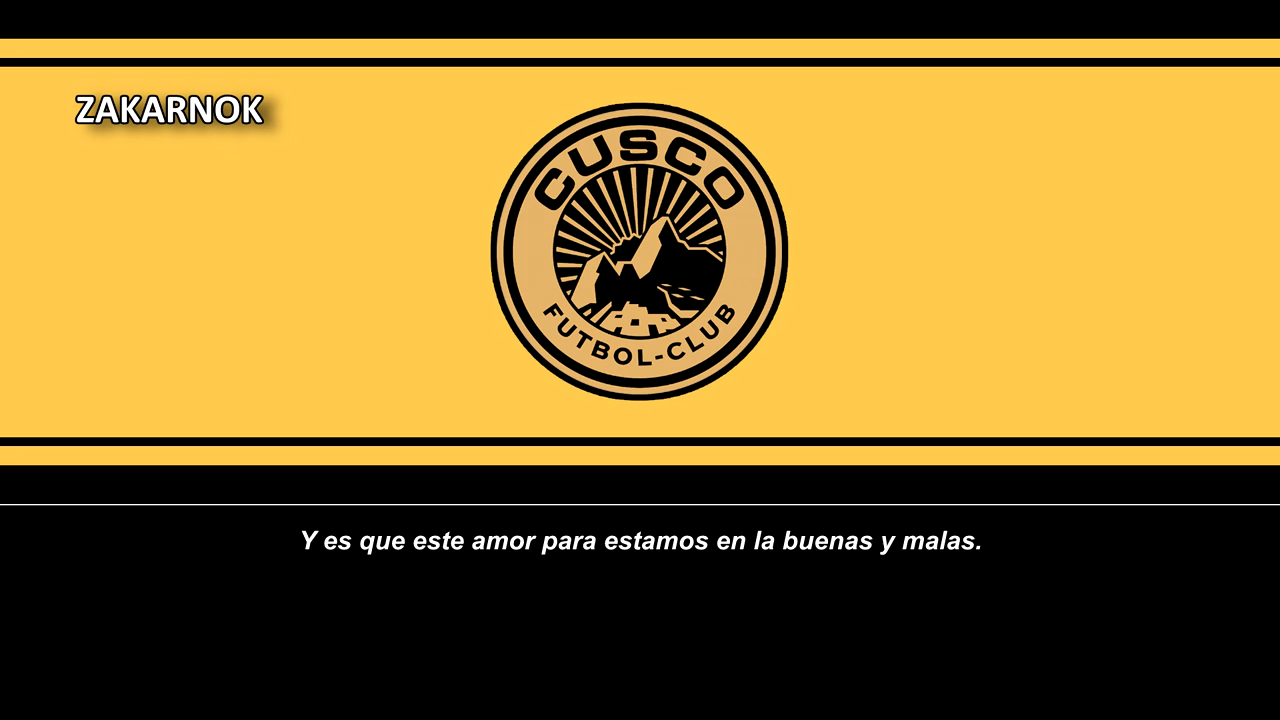 ZAKARNOK
CUSCO
FUTBOL-CLUB
Y es que este amor para estamos en la buenas y malas.